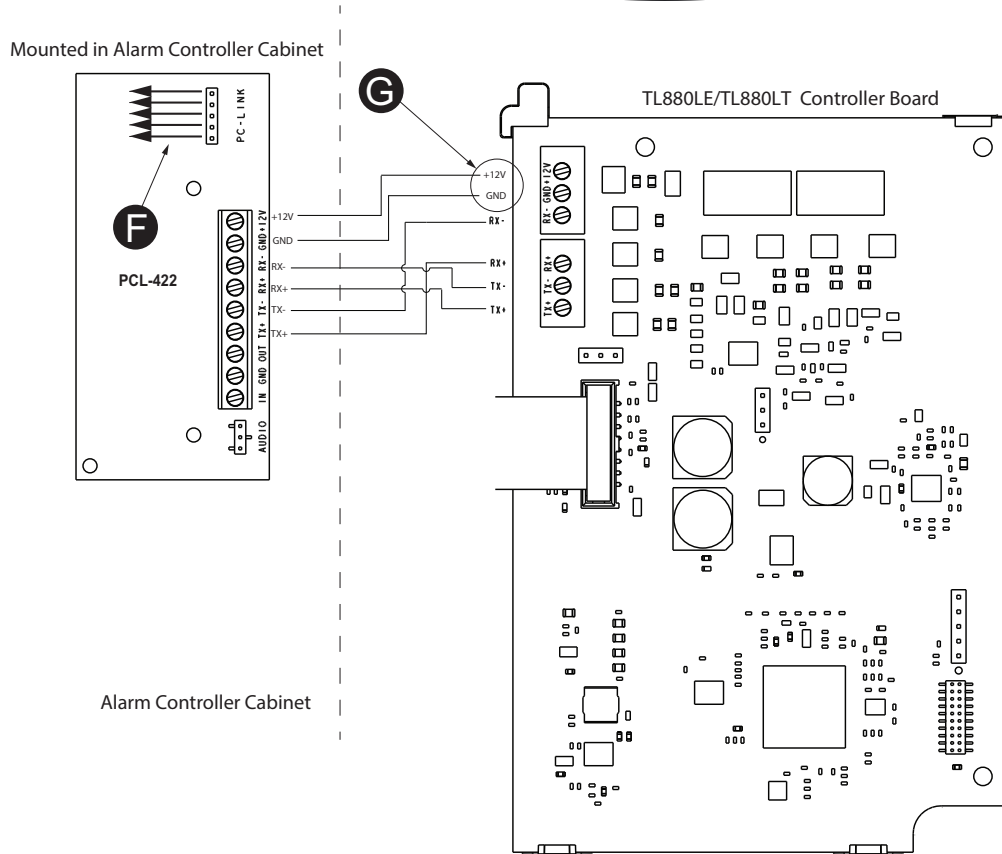 Mounted in Alarm Controller Cabinet
TL880LE/TL880LT Controller Board
G
F
PC-LINK
PCL-422
+12V
GND
RX-
RX+
TX-
TX+
OUT
GND
IN
AUDIO
+12V
GND
RX-
RX+
TX-
TX+
+12V
GND
RX-
RX+
TX-
TX+
+12V
GND
RX-
RX+
TX-
TX+
Alarm Controller Cabinet